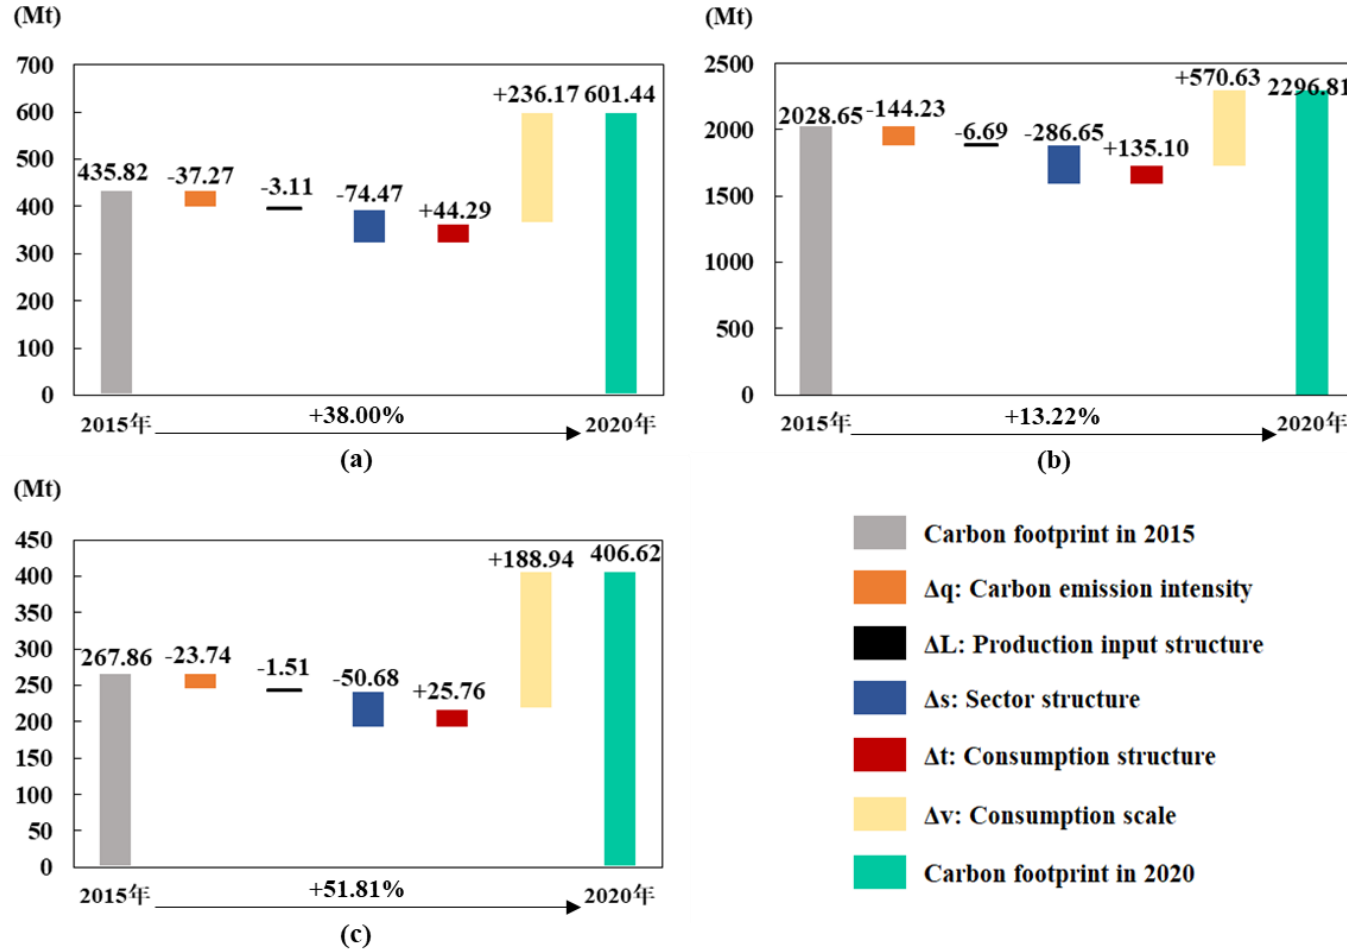 (Mt)
700
600
500
400
300
200
100
0
435.82
-37.27
-3.11
-74.47
+44.29
+236.17
601.44
2015年
+38.00%
2020年
(a)
(Mt)
2500
2000
1500
1000
500
0
2028.65
-144.23
-6.69
-286.65
+135.10
+570.63
2296.81
2015年
+13.22%
2020年
(b)
(Mt)
450
400
350
300
250
200
150
100
50
0
267.86
-23.74
-1.51
-50.68
+25.76
+188.94
406.62
2015年
+51.81%
2020年
(c)
Carbon footprint in 2015
Δq: Carbon emission intensity
ΔL: Production input structure
Δs: Sector structure
Δt: Consumption structure
Δv: Consumption scale
Carbon footprint in 2020